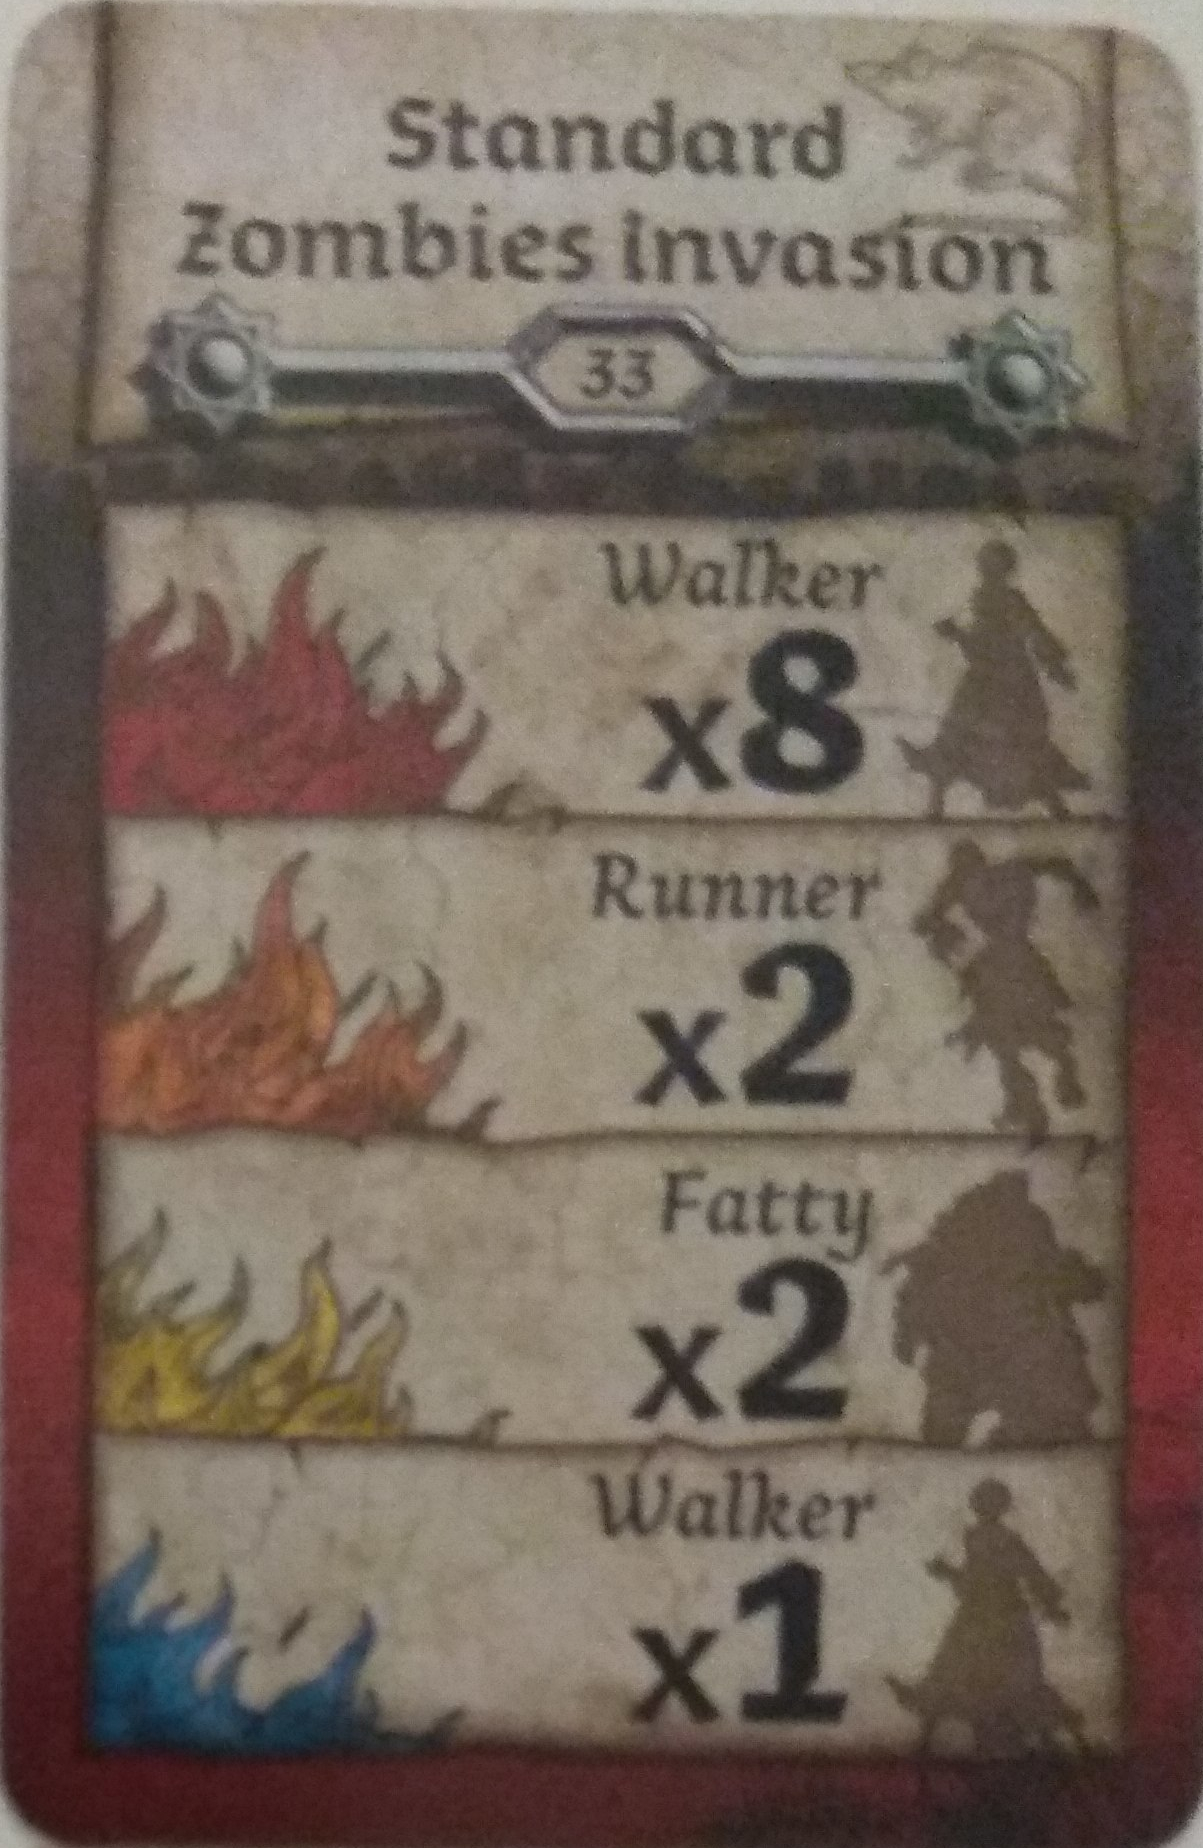 Standard
Zombies Invasion
33
Walker
x8
Runner
x2
Fatty
x2
Walker
x1